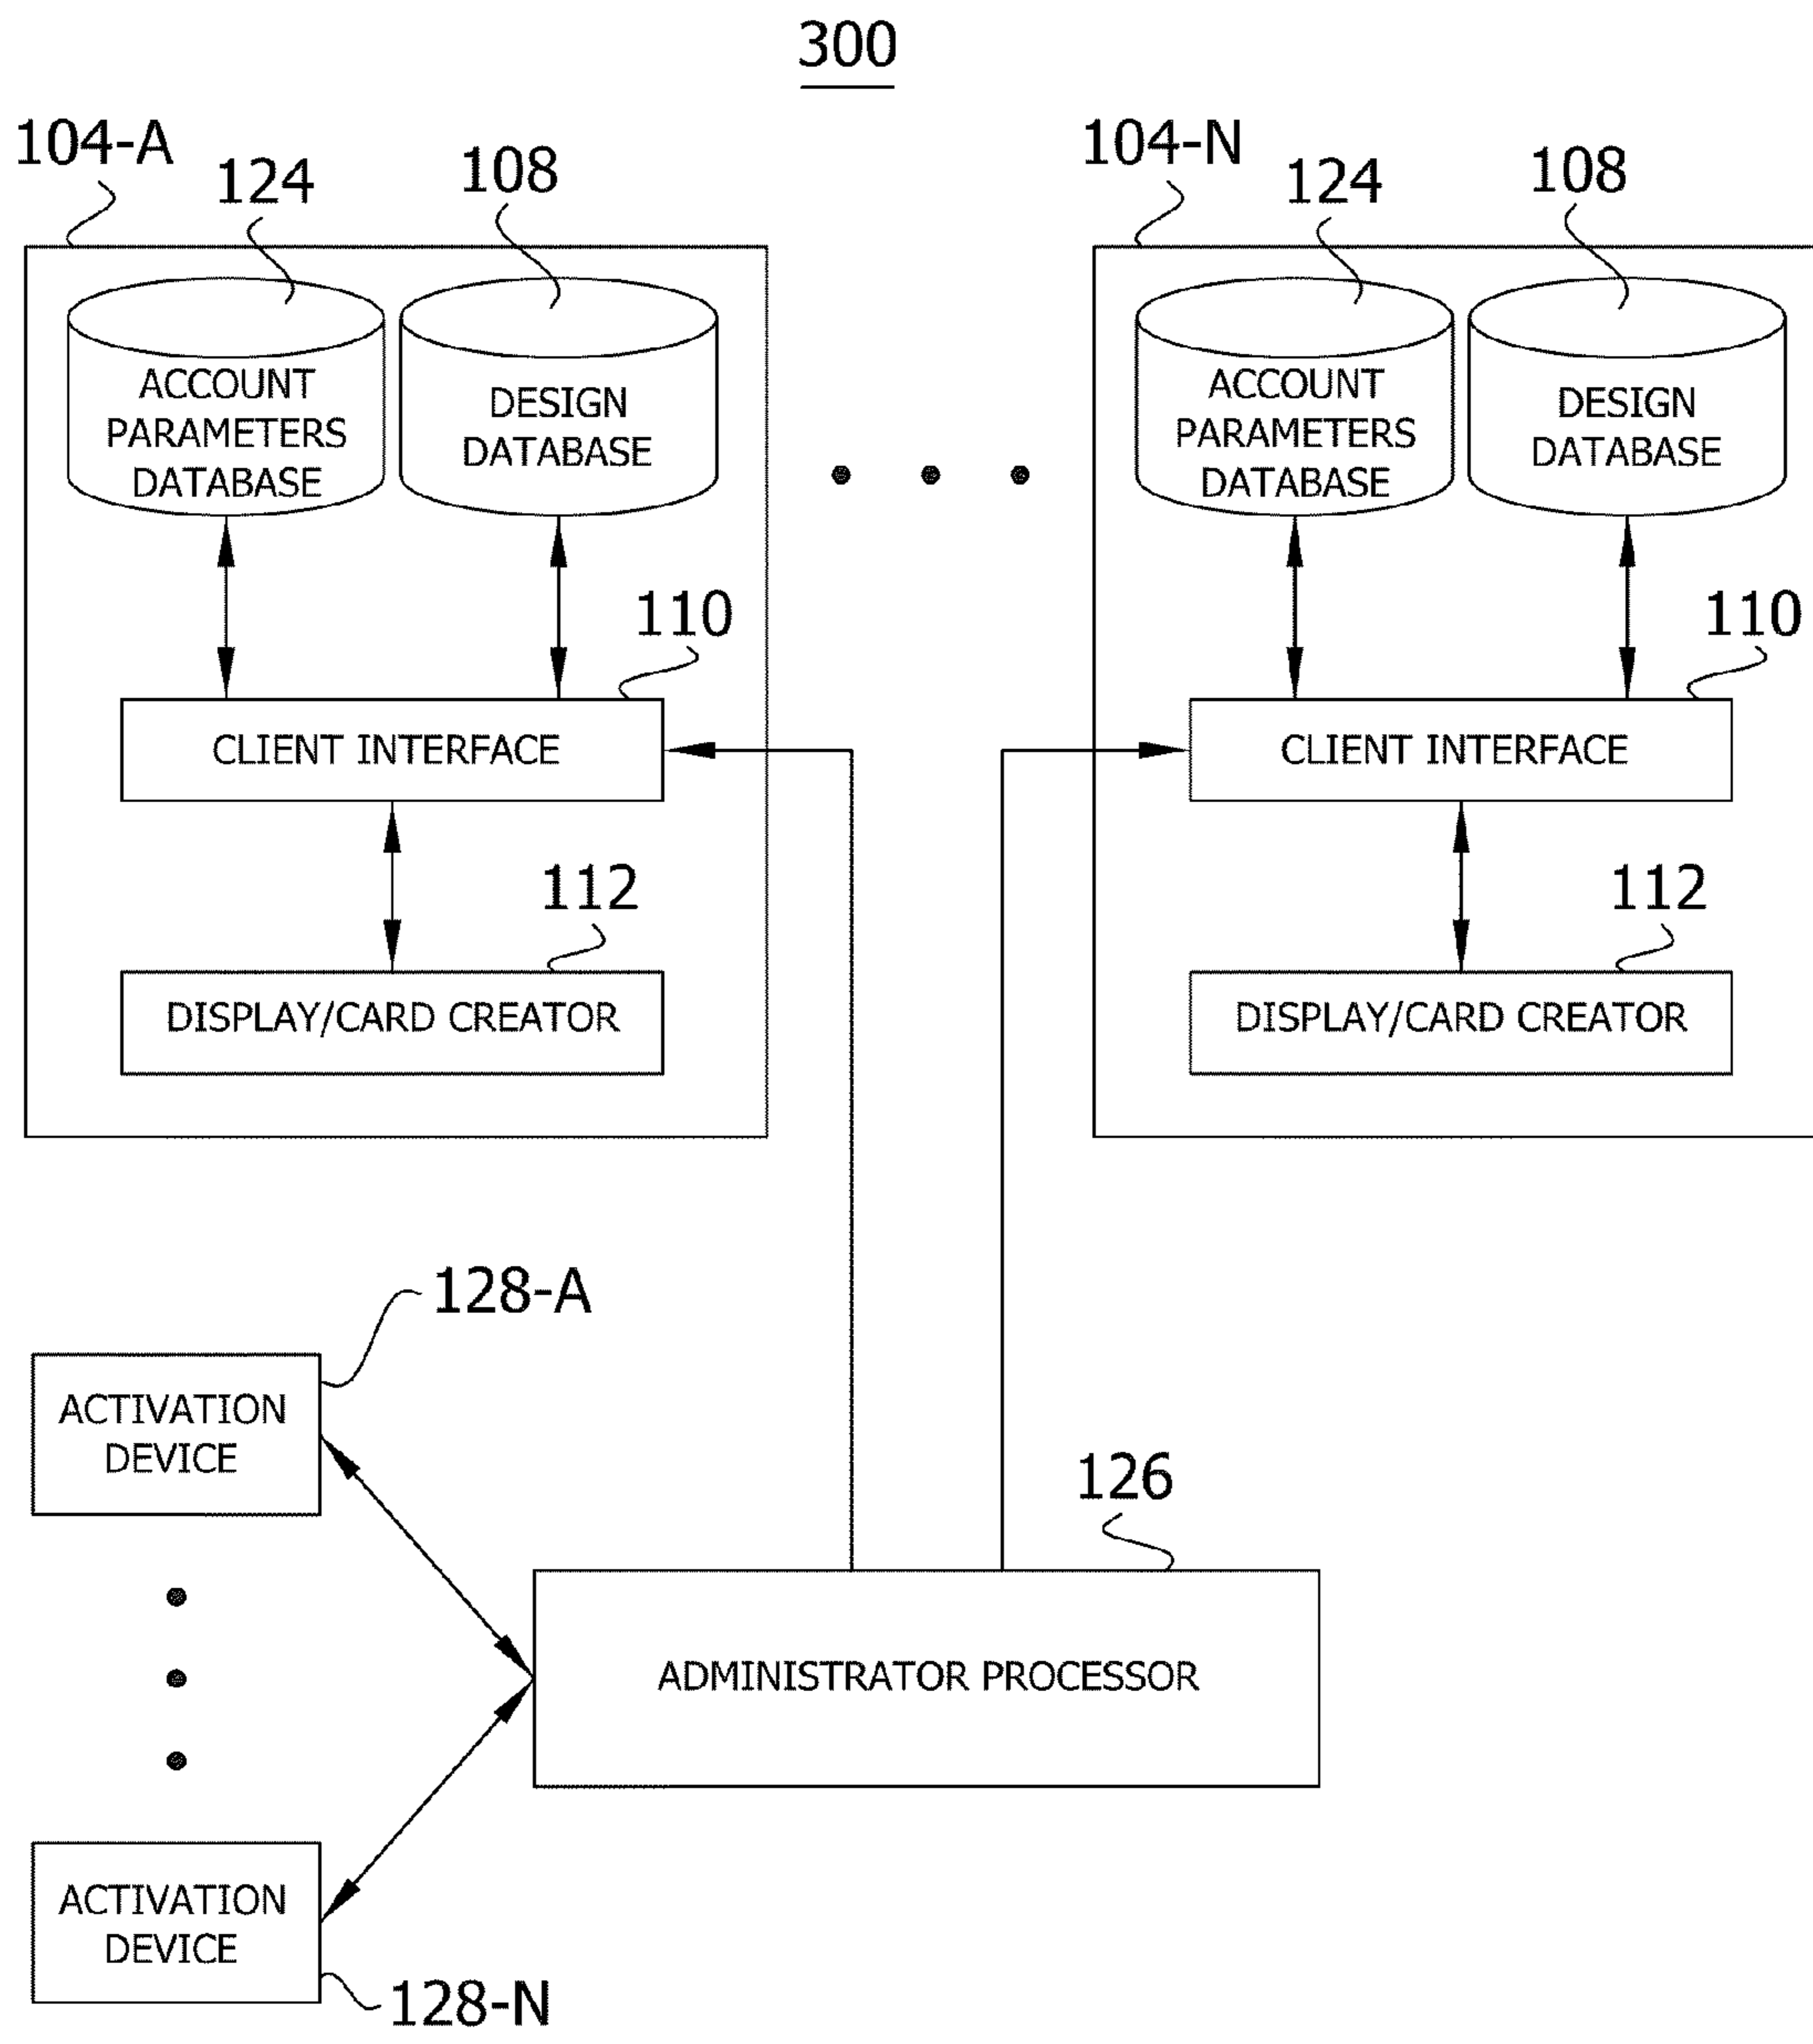 300
104-A
124
108
ACCOUNT
PARAMETERS
DATABASE
DESIGN
DATABASE
110
CLIENT INTERFACE
112
DISPLAY/CARD CREATOR
104-N
124
108
ACCOUNT
PARAMETERS
DATABASE
DESIGN
DATABASE
110
CLIENT INTERFACE
112
DISPLAY/CARD CREATOR
128-A
ACTIVATION
DEVICE
126
ADMINISTRATOR PROCESSOR
ACTIVATION
DEVICE
128-N